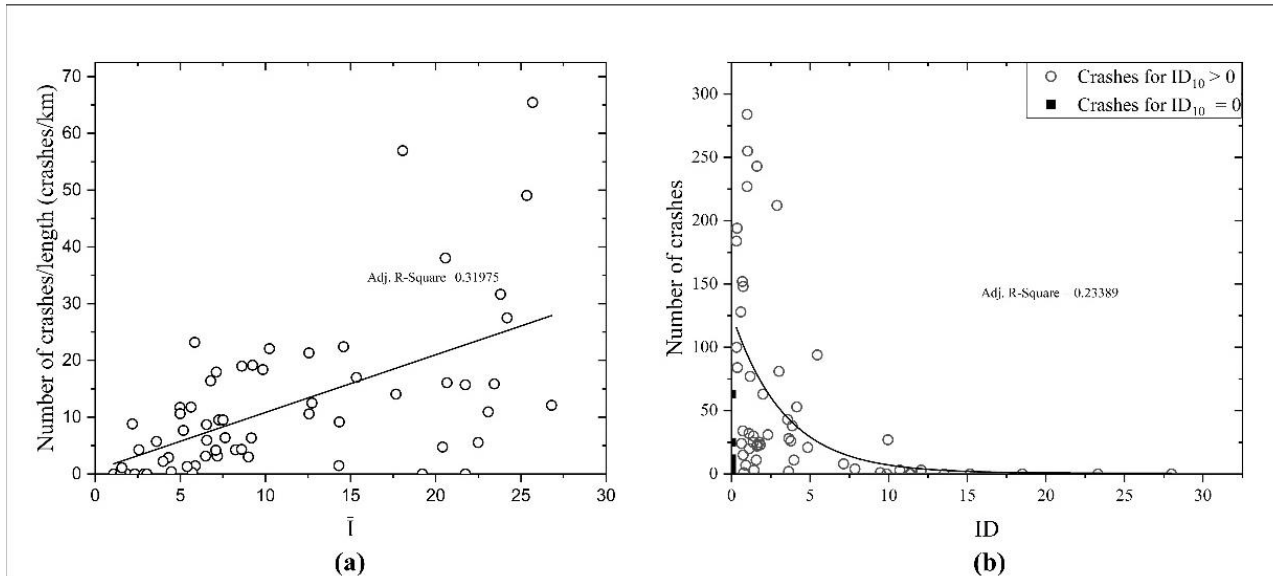 70
60
50
40
30
20
10
0
Number of crashes/length (crashes/km)
Adj. R-Square 0.31975
0 5 10 15 20 25 30
Ī
(a)
300
250
200
150
100
50
0
Number of crashes
Crashes for ID₁₀ > 0
Crashes for ID₁₀ = 0
Adj. R-Square 0.23389
0 5 10 15 20 25 30
ID
(b)